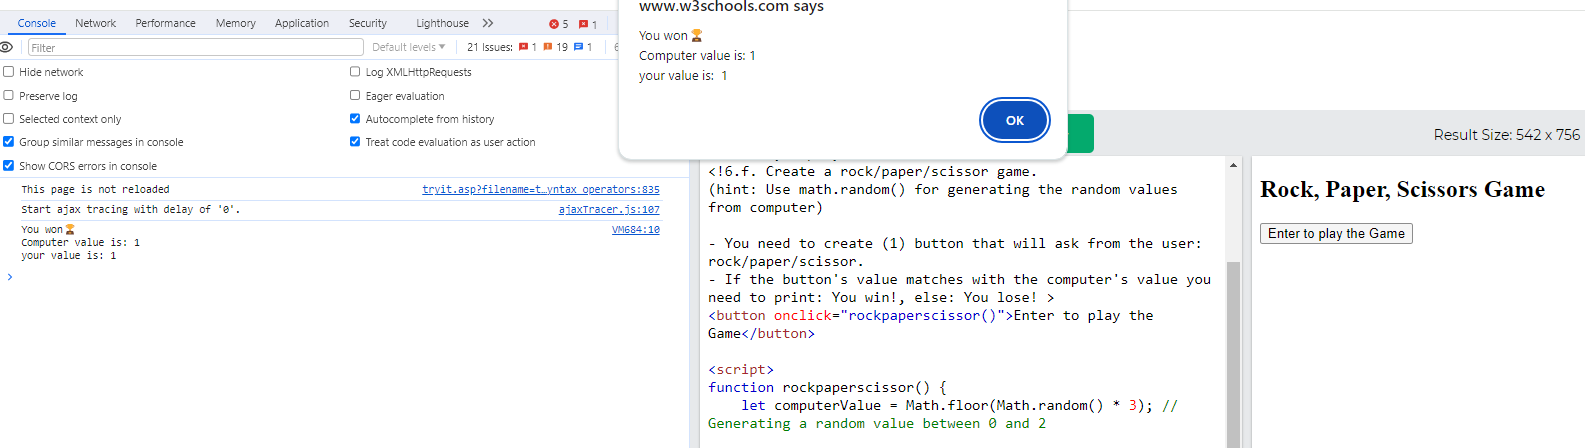 www.w3schools.com says
You won🏆
Computer value is: 1
your value is:  1
OK
Console Network Performance Memory Application Security Lighthouse 5 1
Filter Default levels ▼ 21 Issues: 1 19 1
Hide network Log XMLHttpRequests
Preserve log Eager evaluation
Selected context only Autocomplete from history
Group similar messages in console Treat code evaluation as user action
Show CORS errors in console
This page is not reloaded tryit.asp?filename=t…yntax_operators:835
Start ajax tracing with delay of '0'. ajaxTracer.js:107
You won🏆 VM684:10
Computer value is: 1
your value is: 1
>
<!6.f. Create a rock/paper/scissor game.
(hint: Use math.random() for generating the random values
from computer)
- You need to create (1) button that will ask from the user:
rock/paper/scissor.
- If the button's value matches with the computer's value you
need to print: You win!, else: You lose! >
<button onclick="rockpaperscissor()">Enter to play the
Game</button>
<script>
function rockpaperscissor() {
    let computerValue = Math.floor(Math.random() * 3); //
Generating a random value between 0 and 2
Result Size: 542 x 756
Rock, Paper, Scissors Game
Enter to play the Game